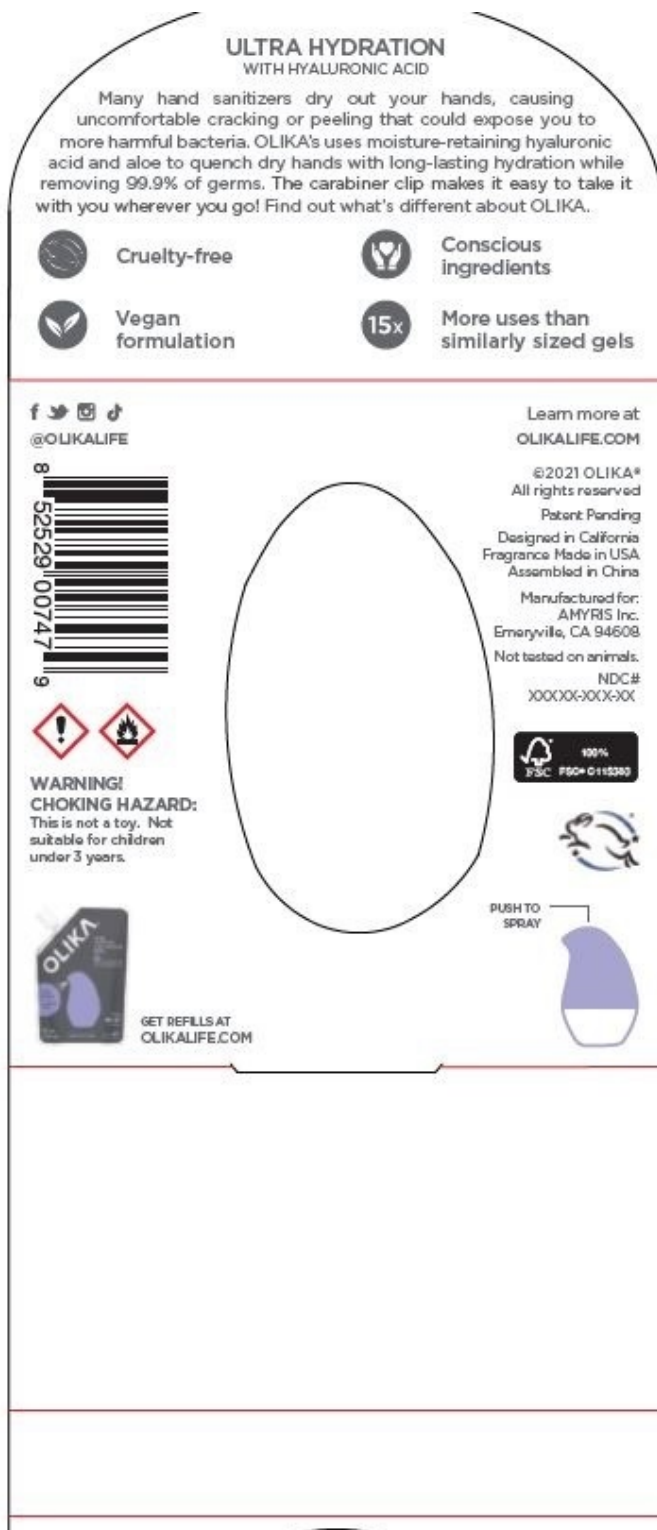 ULTRA HYDRATION
WITH HYALURONIC ACID
Many hand sanitizers dry out your hands, causing
uncomfortable cracking or peeling that could expose you to
more harmful bacteria. OLIKA's uses moisture-retaining hyaluronic
acid and aloe to quench dry hands with long-lasting hydration while
removing 99.9% of germs. The carabiner clip makes it easy to take it
with you wherever you go! Find out what's different about OLIKA.
Cruelty-free
Conscious
ingredients
Vegan
formulation
15x
More uses than
similarly sized gels
@OLIKALIFE
8 52529 00747 9
WARNING!
CHOKING HAZARD:
This is not a toy. Not
suitable for children
under 3 years.
OLIKA
GET REFILLS AT
OLIKALIFE.COM
Learn more at
OLIKALIFE.COM
©2021 OLIKA®
All rights reserved
Patent Pending
Designed in California
Fragrance Made in USA
Assembled in China
Manufactured for:
AMYRIS Inc.
Emeryville, CA 94608
Not tested on animals.
NDC#
XXXXX-XXX-XX
100%
FSC
PUSH TO
SPRAY